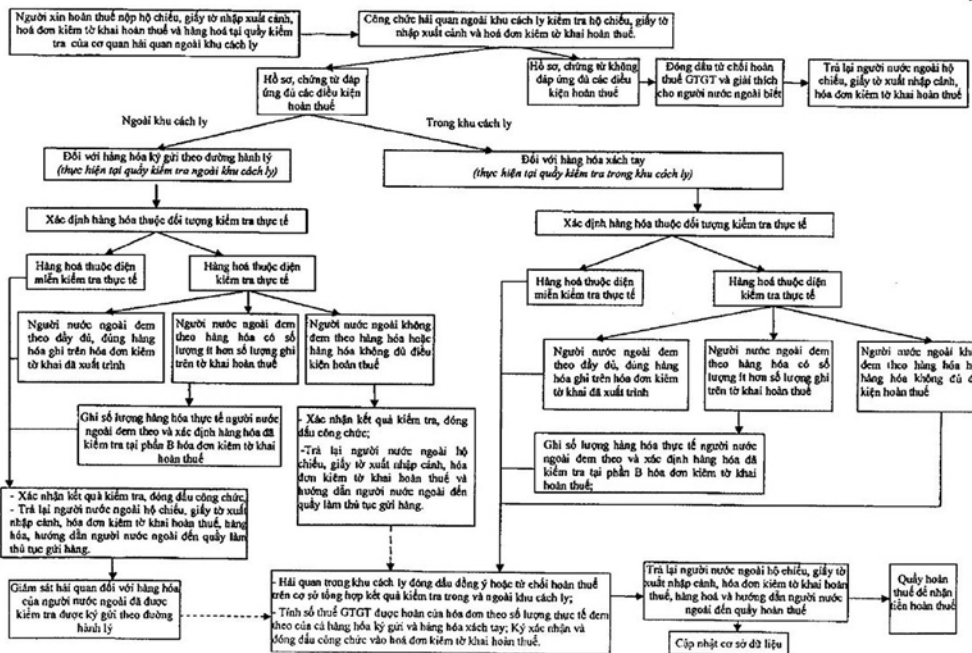 Người xin hoàn thuế nộp hộ chiếu, giấy tờ nhập xuất cảnh,
hoá đơn kiêm tờ khai hoàn thuế và hàng hoá tại quầy kiểm
tra của cơ quan hải quan ngoài khu cách ly
Công chức hải quan ngoài khu cách ly kiểm tra hộ chiếu, giấy tờ
nhập xuất cảnh và hoá đơn kiêm tờ khai hoàn thuế.
Hồ sơ, chứng từ đáp
ứng đủ các điều kiện
hoàn thuế
Hồ sơ, chứng từ không
đáp ứng đủ các điều
kiện hoàn thuế
Đóng dấu từ chối hoàn
thuế GTGT và giải thích
cho người nước ngoài biết
Trả lại người nước ngoài hộ
chiếu, giấy tờ xuất nhập cảnh,
hóa đơn kiêm tờ khai hoàn thuế
Ngoài khu cách ly
Trong khu cách ly
Đối với hàng hóa ký gửi theo đường hành lý
(thực hiện tại quầy kiểm tra ngoài khu cách ly)
Đối với hàng hóa xách tay
(thực hiện tại quầy kiểm tra trong khu cách ly)
Xác định hàng hóa thuộc đối tượng kiểm tra thực tế
Xác định hàng hóa thuộc đối tượng kiểm tra thực tế
Hàng hoá thuộc diện
miễn kiểm tra thực tế
Hàng hoá thuộc diện
kiểm tra thực tế
Hàng hoá thuộc diện
miễn kiểm tra thực tế
Hàng hoá thuộc diện
kiểm tra thực tế
Người nước ngoài đem
theo đầy đủ, đúng hàng
hóa ghi trên hóa đơn kiêm
tờ khai đã xuất trình
Người nước ngoài đem
theo hàng hóa có số
lượng ít hơn số lượng ghi
trên tờ khai hoàn thuế
Người nước ngoài không
đem theo hàng hóa hoặc
hàng hóa không đủ điều
kiện hoàn thuế
Người nước ngoài đem
theo đầy đủ, đúng hàng
hóa ghi trên hóa đơn kiêm
tờ khai đã xuất trình
Người nước ngoài đem
theo hàng hóa có số
lượng ít hơn số lượng ghi
trên tờ khai hoàn thuế
Người nước ngoài
đem theo hàng hóa
hàng hóa không đủ
kiện hoàn thuế
Ghi số lượng hàng hóa thực tế người nước
ngoài đem theo và xác định hàng hóa đã
kiểm tra tại phần B hóa đơn kiêm tờ khai
hoàn thuế
- Xác nhận kết quả kiểm tra, đóng
dấu công chức;
-Trả lại người nước ngoài hộ
chiếu, giấy tờ xuất nhập cảnh, hóa
đơn kiêm tờ khai hoàn thuế và
hướng dẫn người nước ngoài đến
quầy làm thủ tục gửi hàng.
Ghi số lượng hàng hóa thực tế người nước
ngoài đem theo và xác định hàng hóa đã
kiểm tra tại phần B hóa đơn kiêm tờ khai
hoàn thuế;
- Xác nhận kết quả kiểm tra, đóng dấu công chức,
- Trả lại người nước ngoài hộ chiếu, giấy tờ xuất
nhập cảnh, hóa đơn kiêm tờ khai hoàn thuế, hàng
hóa, hướng dẫn người nước ngoài đến quầy làm
thủ tục gửi hàng.
Giám sát hải quan đối với hàng hóa
của người nước ngoài đã được
kiểm tra được ký gửi theo đường
hành lý
- Hải quan trong khu cách ly đóng dấu đồng ý hoặc từ chối hoàn thuế
trên cơ sở tổng hợp kết quả kiểm tra trong và ngoài khu cách ly;
- Tính số thuế GTGT được hoàn của hóa đơn theo số lượng thực tế đem
theo của cả hàng hóa ký gửi và hàng hóa xách tay; Ký xác nhận và
đóng dấu công chức vào hoá đơn kiêm tờ khai hoàn thuế.
Trả lại người nước ngoài hộ chiếu, giấy tờ
xuất nhập cảnh, hóa đơn kiêm tờ khai hoàn
thuế, hàng hoá và hướng dẫn người nước
ngoài đến quầy hoàn thuế
Quầy hoàn
thuế để nhận
tiền hoàn thuế
Cập nhật cơ sở dữ liệu